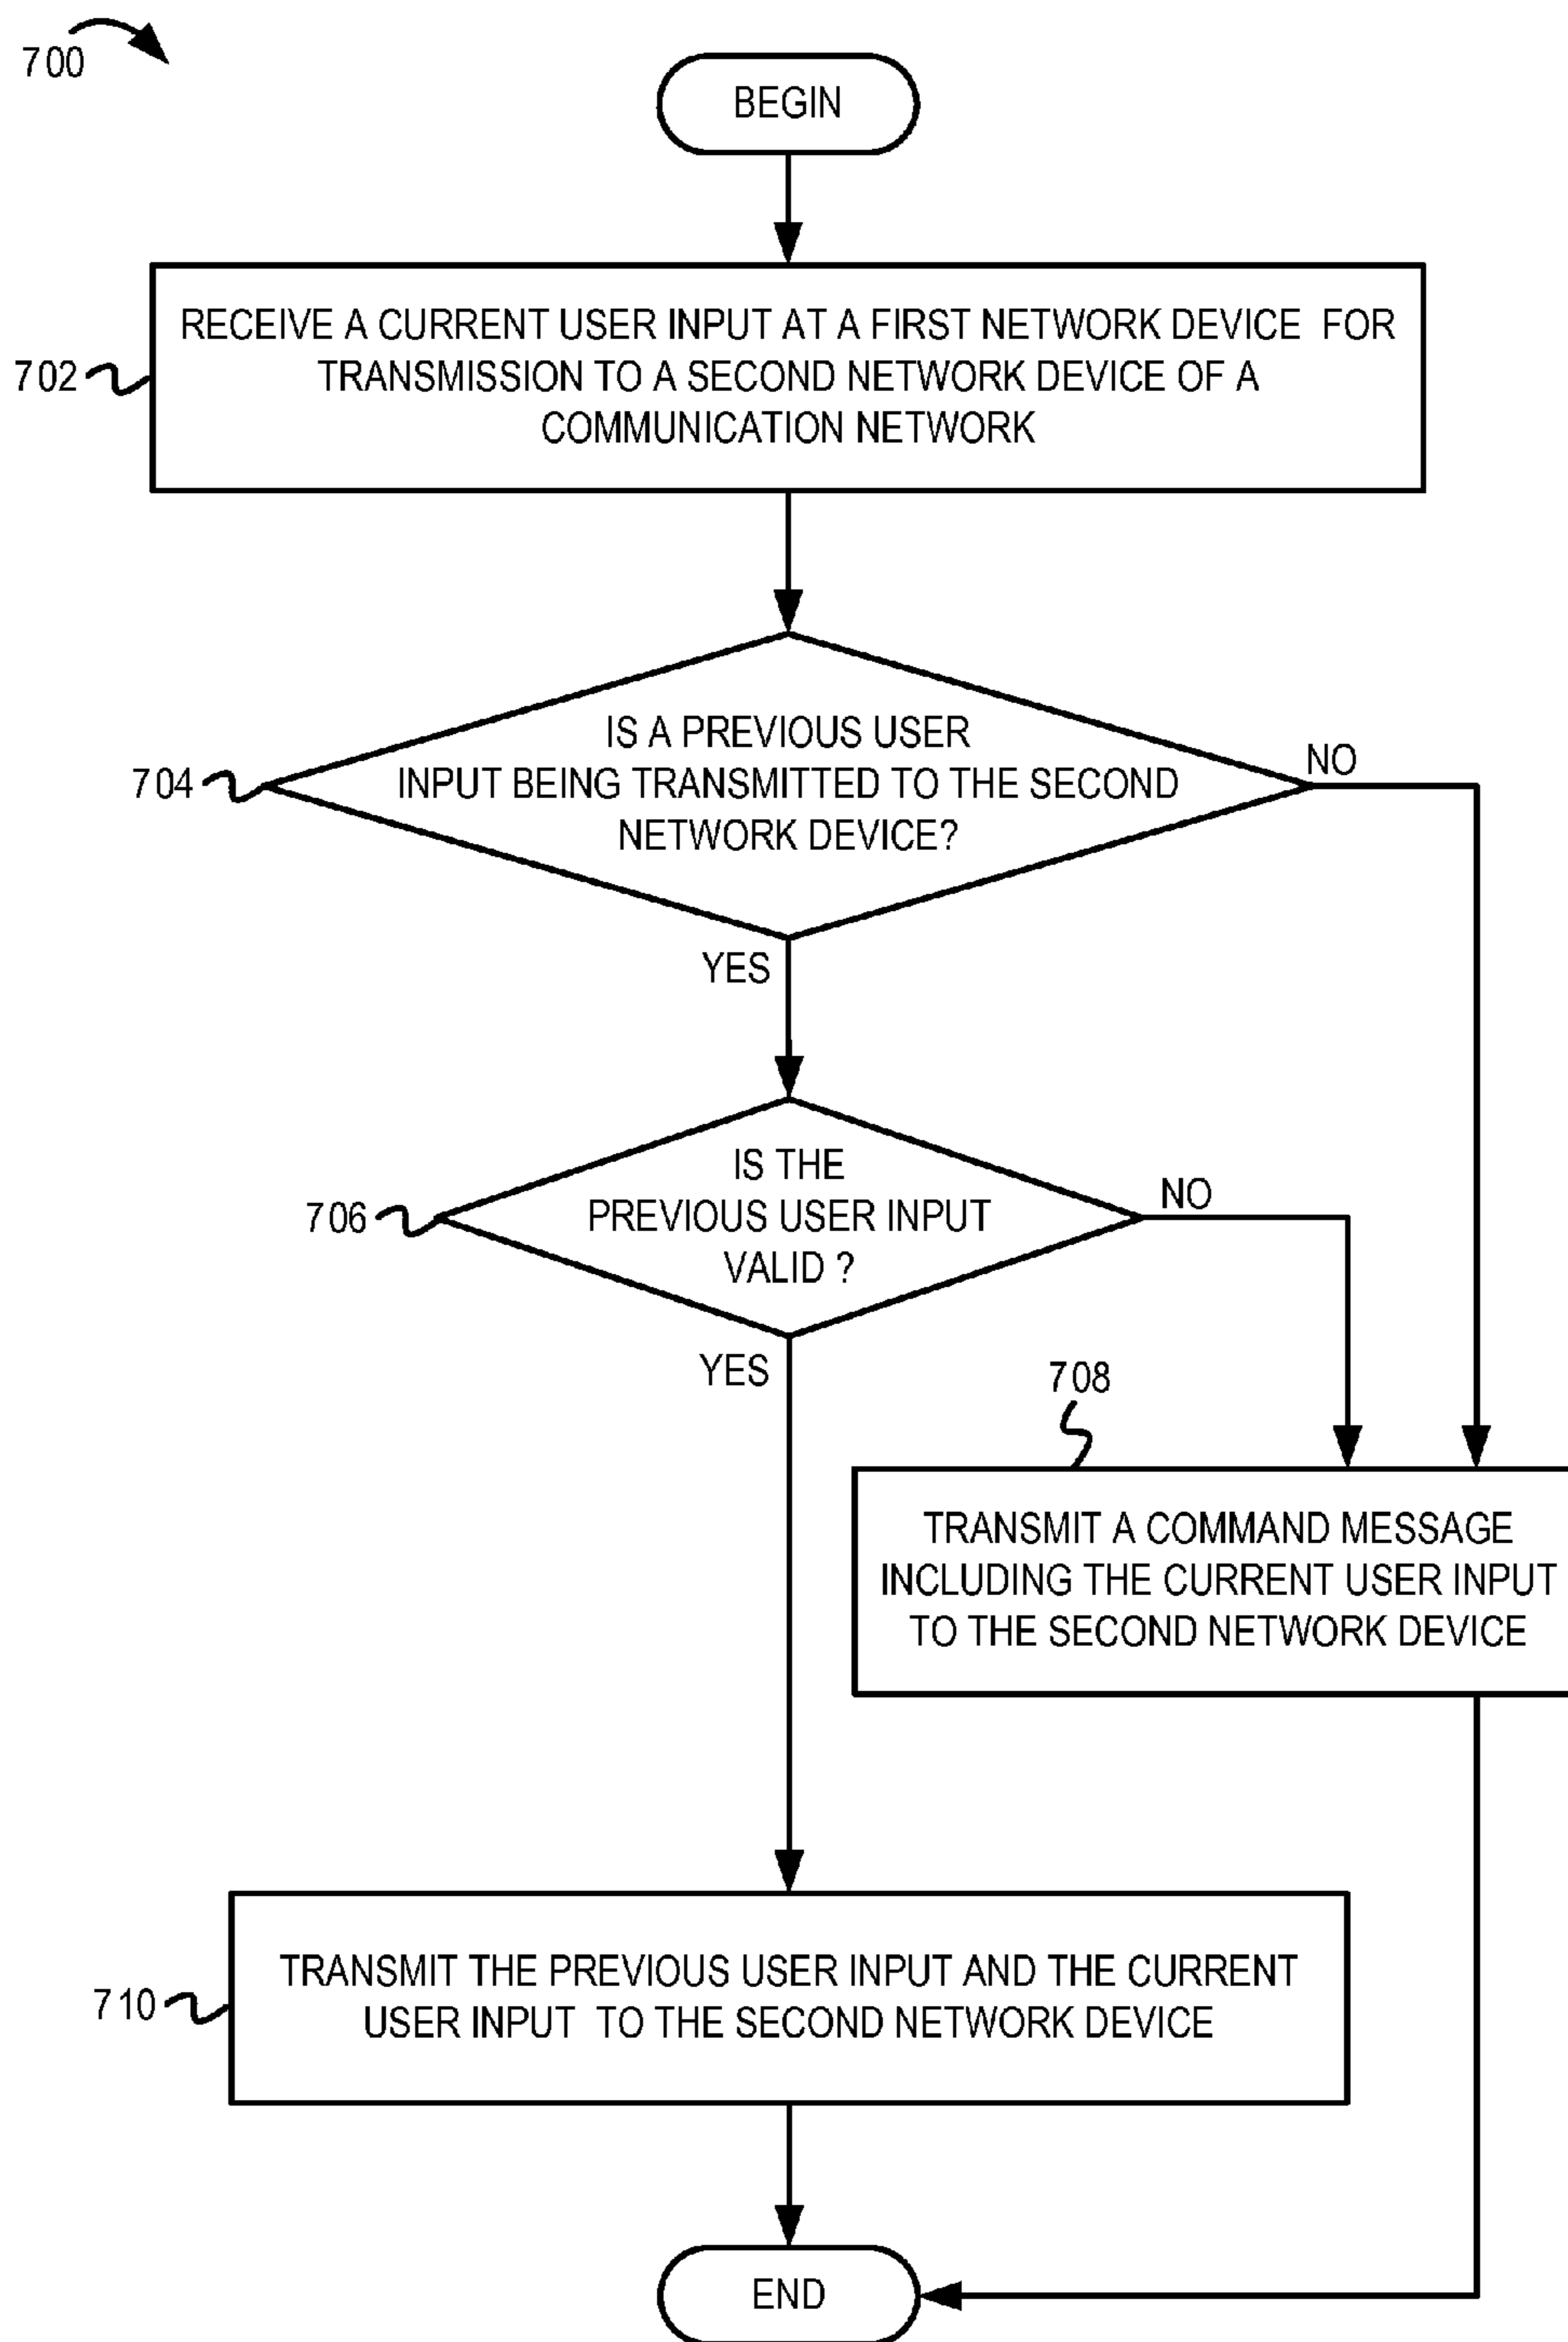 700
BEGIN
RECEIVE A CURRENT USER INPUT AT A FIRST NETWORK DEVICE FOR
TRANSMISSION TO A SECOND NETWORK DEVICE OF A
COMMUNICATION NETWORK
702
IS A PREVIOUS USER
INPUT BEING TRANSMITTED TO THE SECOND
NETWORK DEVICE?
704
NO
YES
IS THE
PREVIOUS USER INPUT
VALID ?
706
NO
YES
708
TRANSMIT A COMMAND MESSAGE
INCLUDING THE CURRENT USER INPUT
TO THE SECOND NETWORK DEVICE
TRANSMIT THE PREVIOUS USER INPUT AND THE CURRENT
USER INPUT TO THE SECOND NETWORK DEVICE
710
END